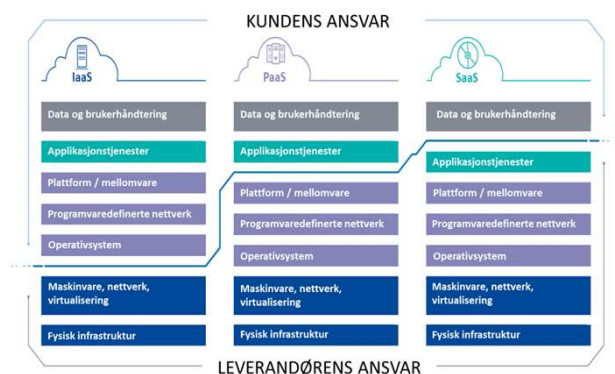 KUNDENS ANSVAR
IaaS
Data og brukerhåndtering
Applikasjonstjenester
Plattform / mellomvare
Programvaredefinerte nettverk
Operativsystem
Maskinvare, nettverk,
virtualisering
Fysisk infrastruktur
PaaS
Data og brukerhåndtering
Applikasjonstjenester
Plattform / mellomvare
Programvaredefinerte nettverk
Operativsystem
Maskinvare, nettverk,
virtualisering
Fysisk infrastruktur
SaaS
Data og brukerhåndtering
Applikasjonstjenester
Plattform / mellomvare
Programvaredefinerte nettverk
Operativsystem
Maskinvare, nettverk,
virtualisering
Fysisk infrastruktur
LEVERANDØRENS ANSVAR